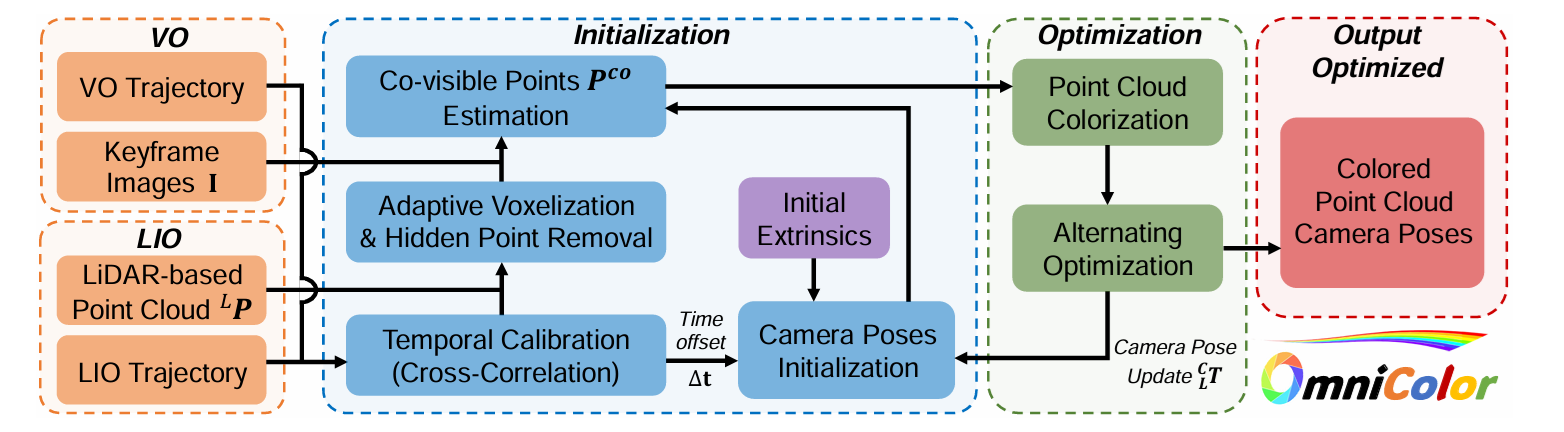 VO
VO Trajectory
Keyframe
Images I
LIO
LiDAR-based
Point Cloud ᴸP
LIO Trajectory
Initialization
Co-visible Points Pᶜᵒ
Estimation
Adaptive Voxelization
& Hidden Point Removal
Temporal Calibration
(Cross-Correlation)
Time
offset
Δt
Initial
Extrinsics
Camera Poses
Initialization
Optimization
Point Cloud
Colorization
Alternating
Optimization
Camera Pose
Update ${}^{C}_{L}T$
Output
Optimized
Colored
Point Cloud
Camera Poses
OmniColor